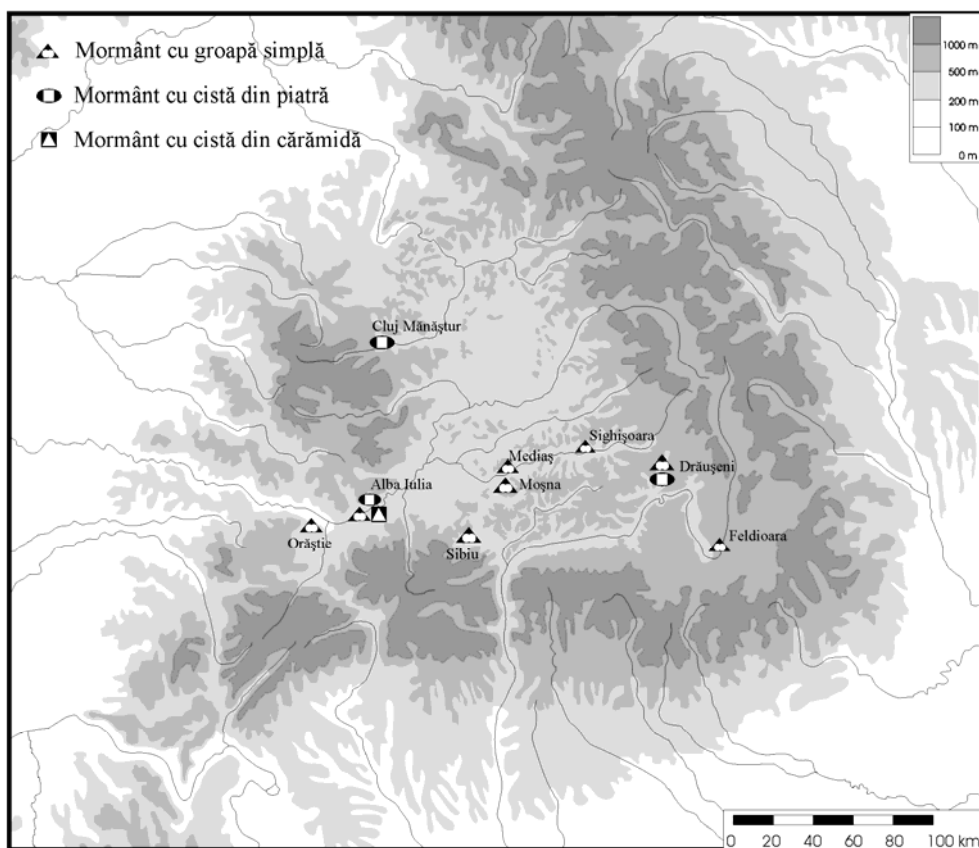 Mormânt cu groapă simplă
Mormânt cu cistă din piatră
Mormânt cu cistă din cărămidă
1000 m
500 m
200 m
100 m
0 m
Cluj Mănăştur
Sighişoara
Mediaş
Drăuşeni
Moşna
Alba Iulia
Orăştie
Sibiu
Feldioara
0 20 40 60 80 100 km